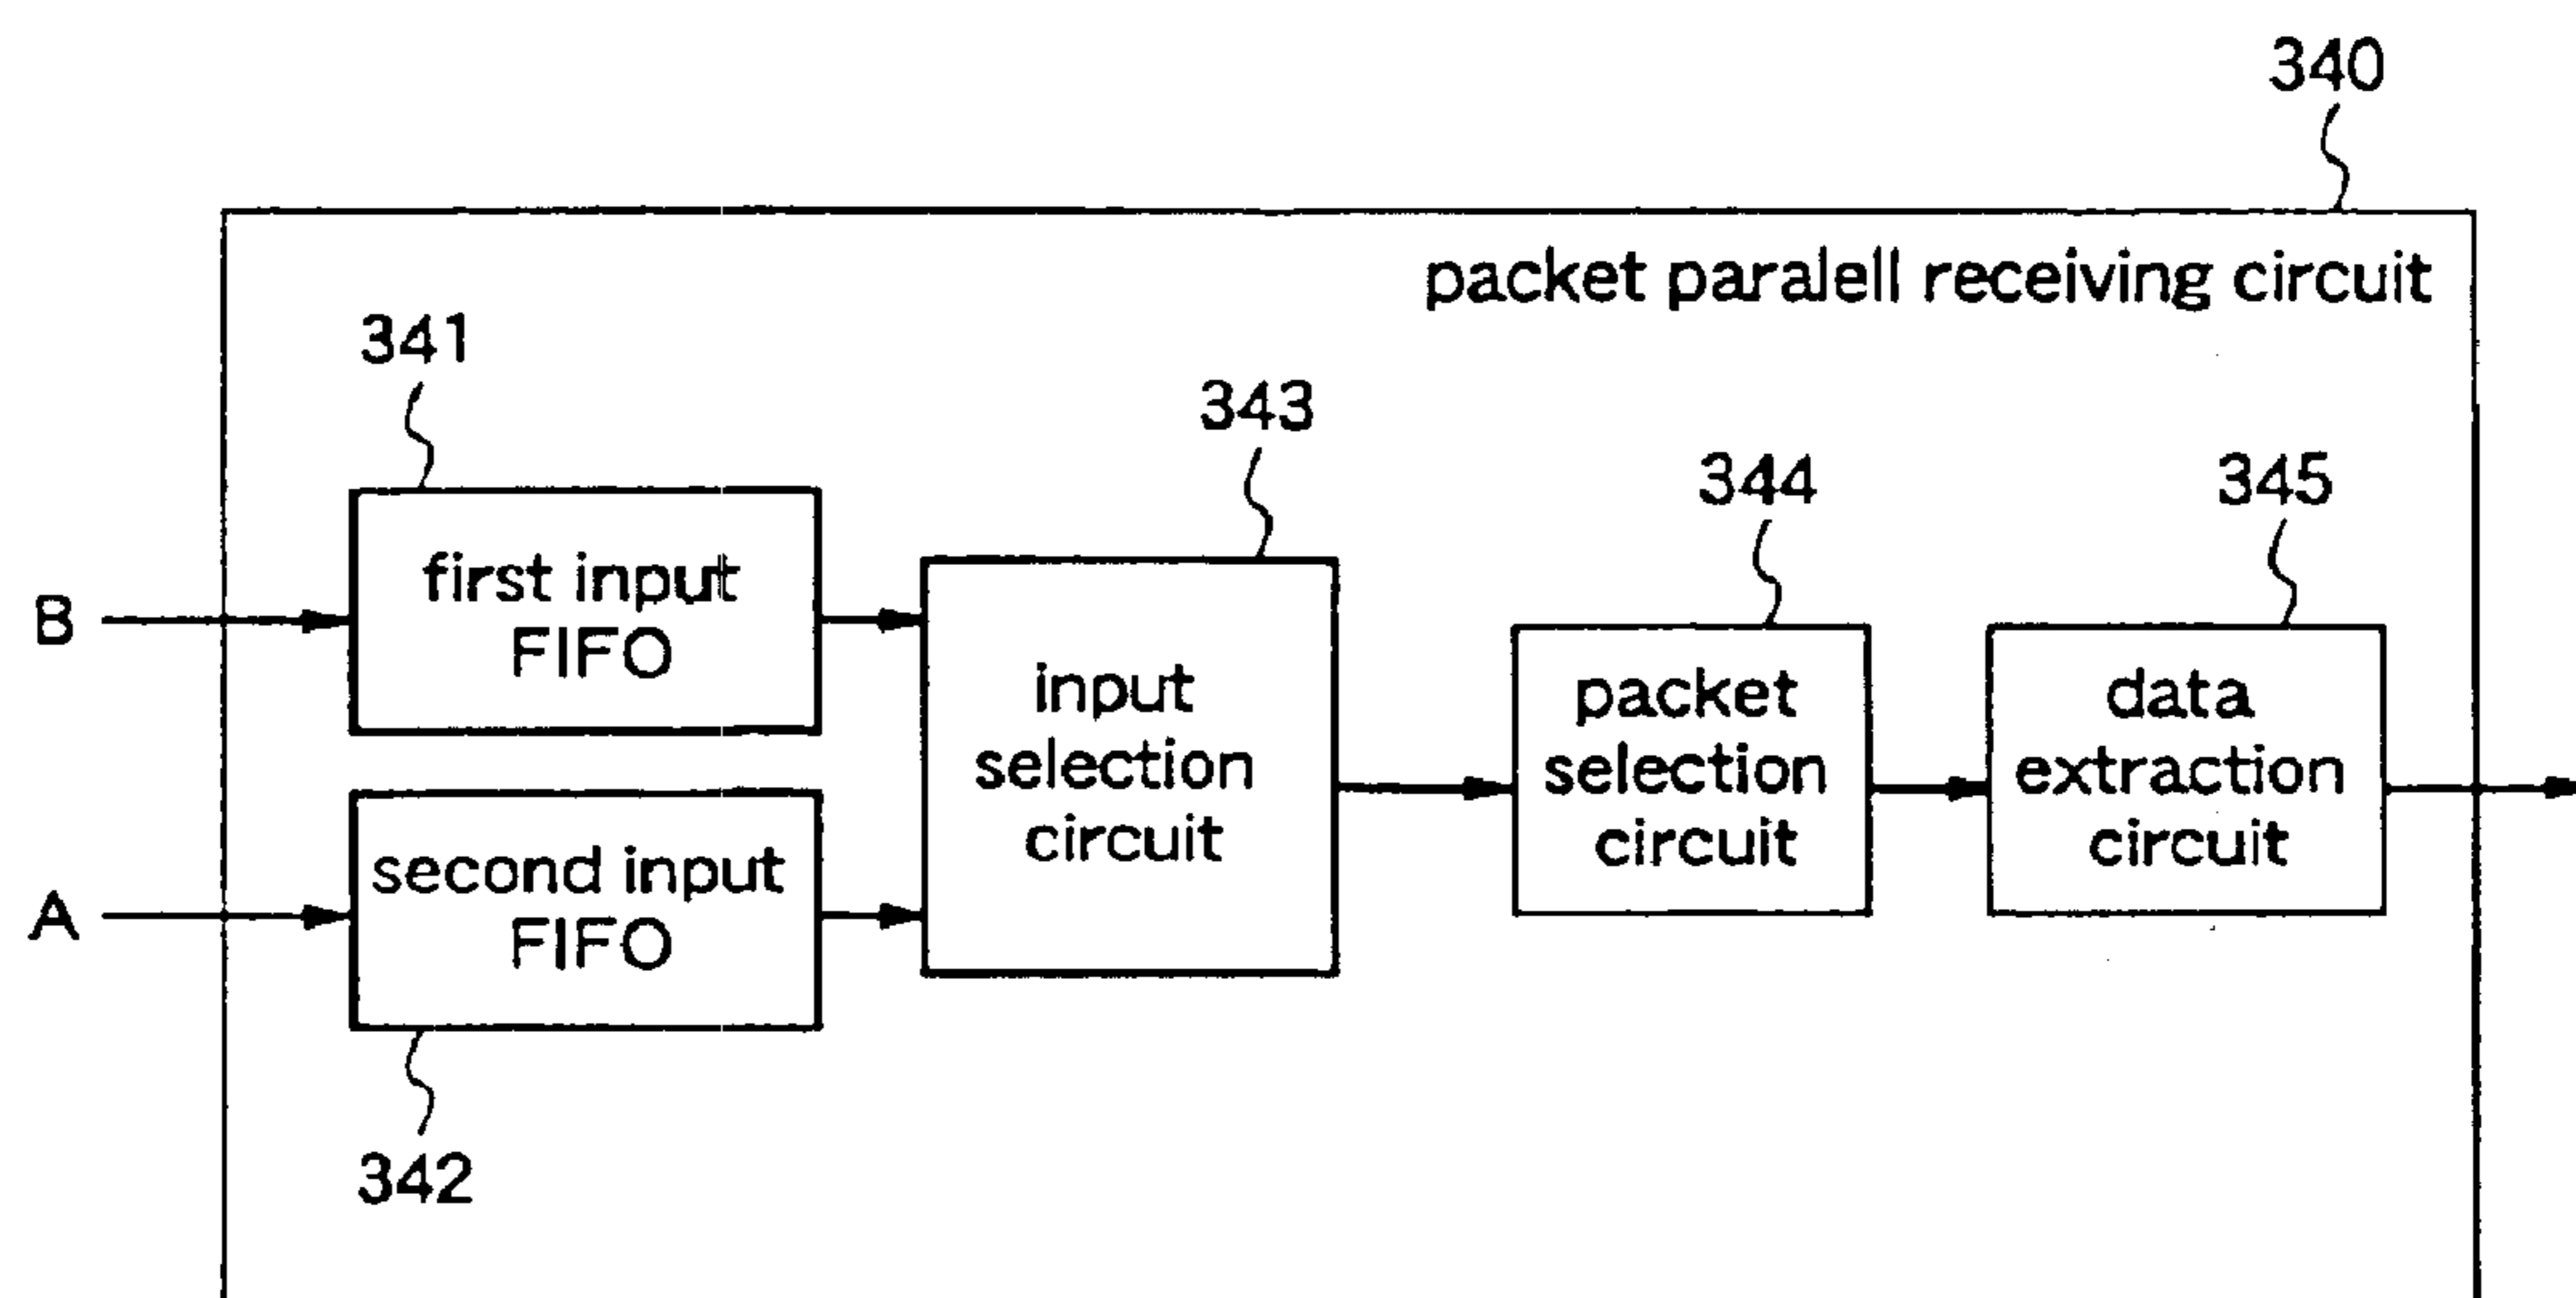 340
packet paralell receiving circuit
341
343
344
345
B
first input
FIFO
input
selection
circuit
packet
selection
circuit
data
extraction
circuit
A
second input
FIFO
342